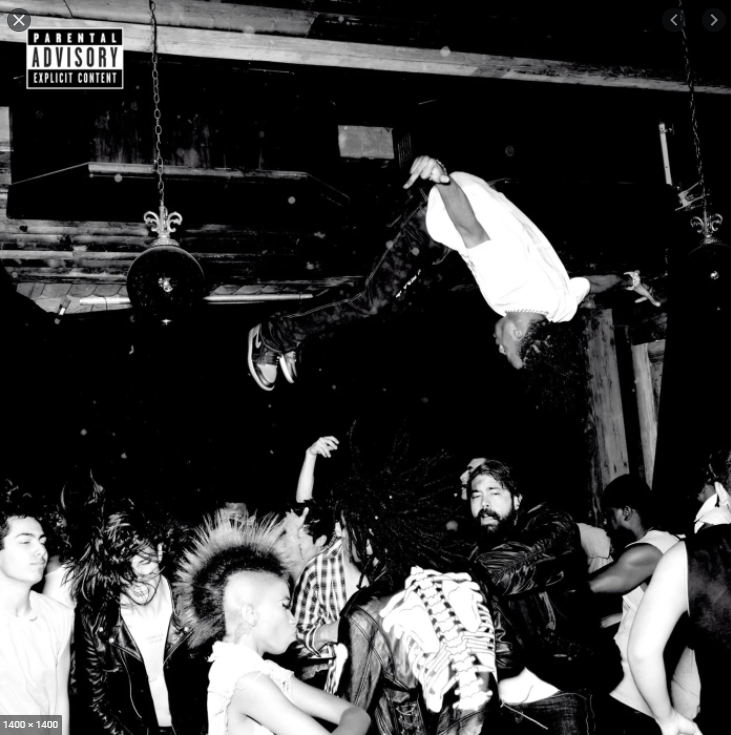 PARENTAL
ADVISORY
EXPLICIT CONTENT
1400 × 1400